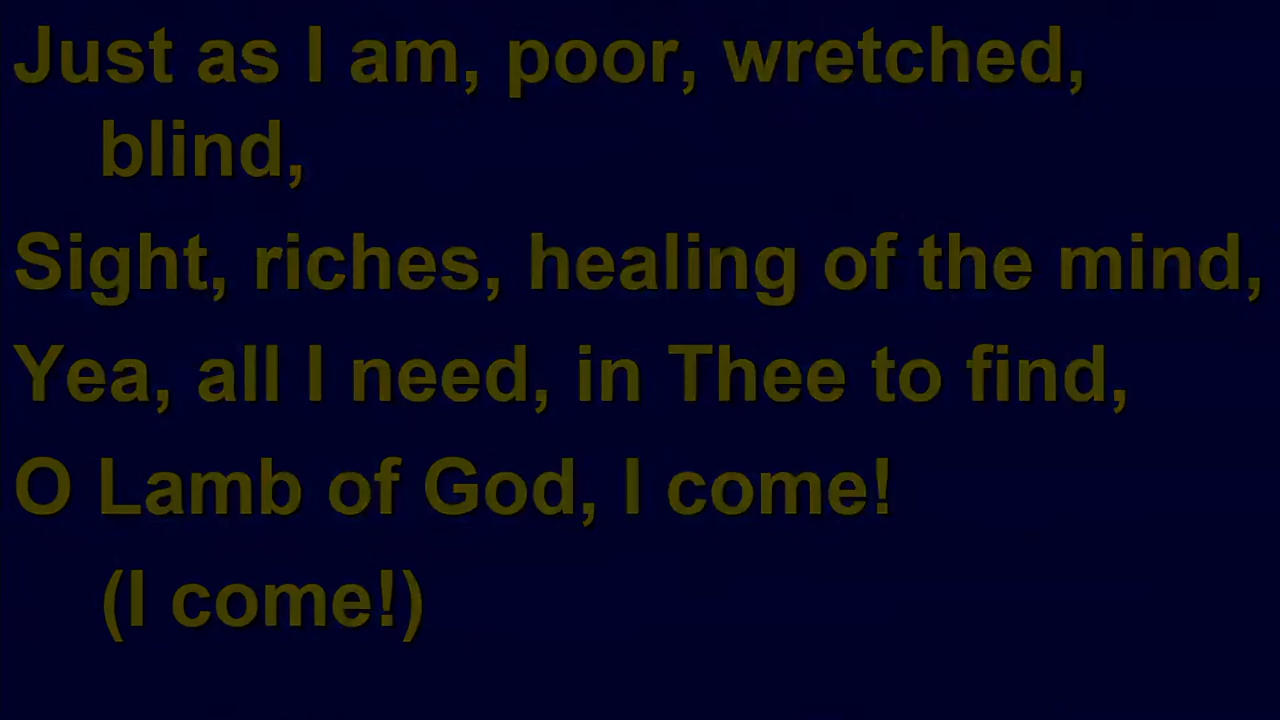 Just as I am, poor, wretched,
blind,
Sight, riches, healing of the mind,
Yea, all I need, in Thee to find,
O Lamb of God, I come!
(I come!)